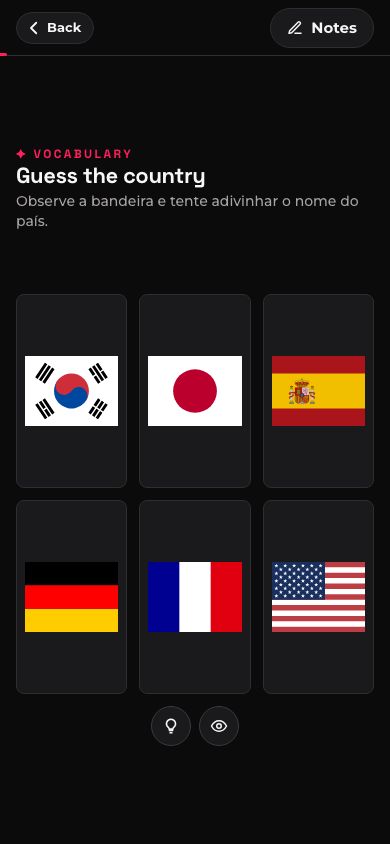 Back
Notes
VOCABULARY
Guess the country
Observe a bandeira e tente adivinhar o nome do
país.